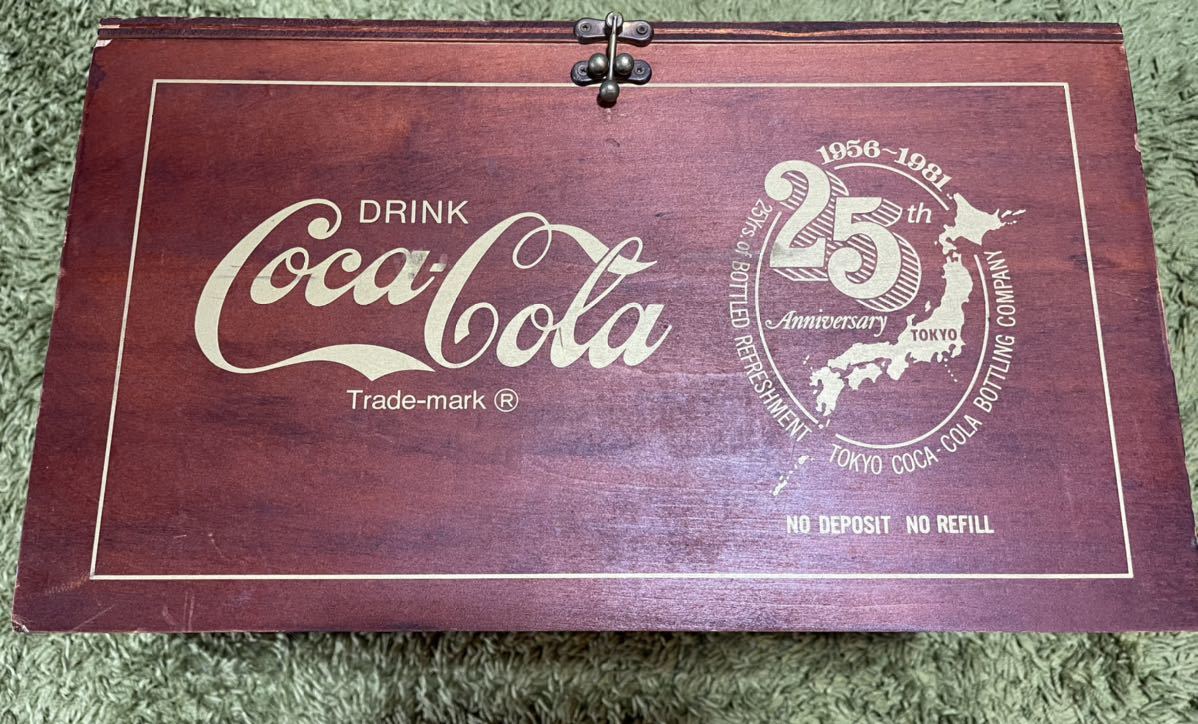 DRINK
Coca-Cola
Trade-mark ®
1956~1981
25th
Anniversary
TOKYO
25Yrs. of BOTTLED REFRESHMENT
TOKYO COCA-COLA BOTTLING COMPANY
NO DEPOSIT NO REFILL